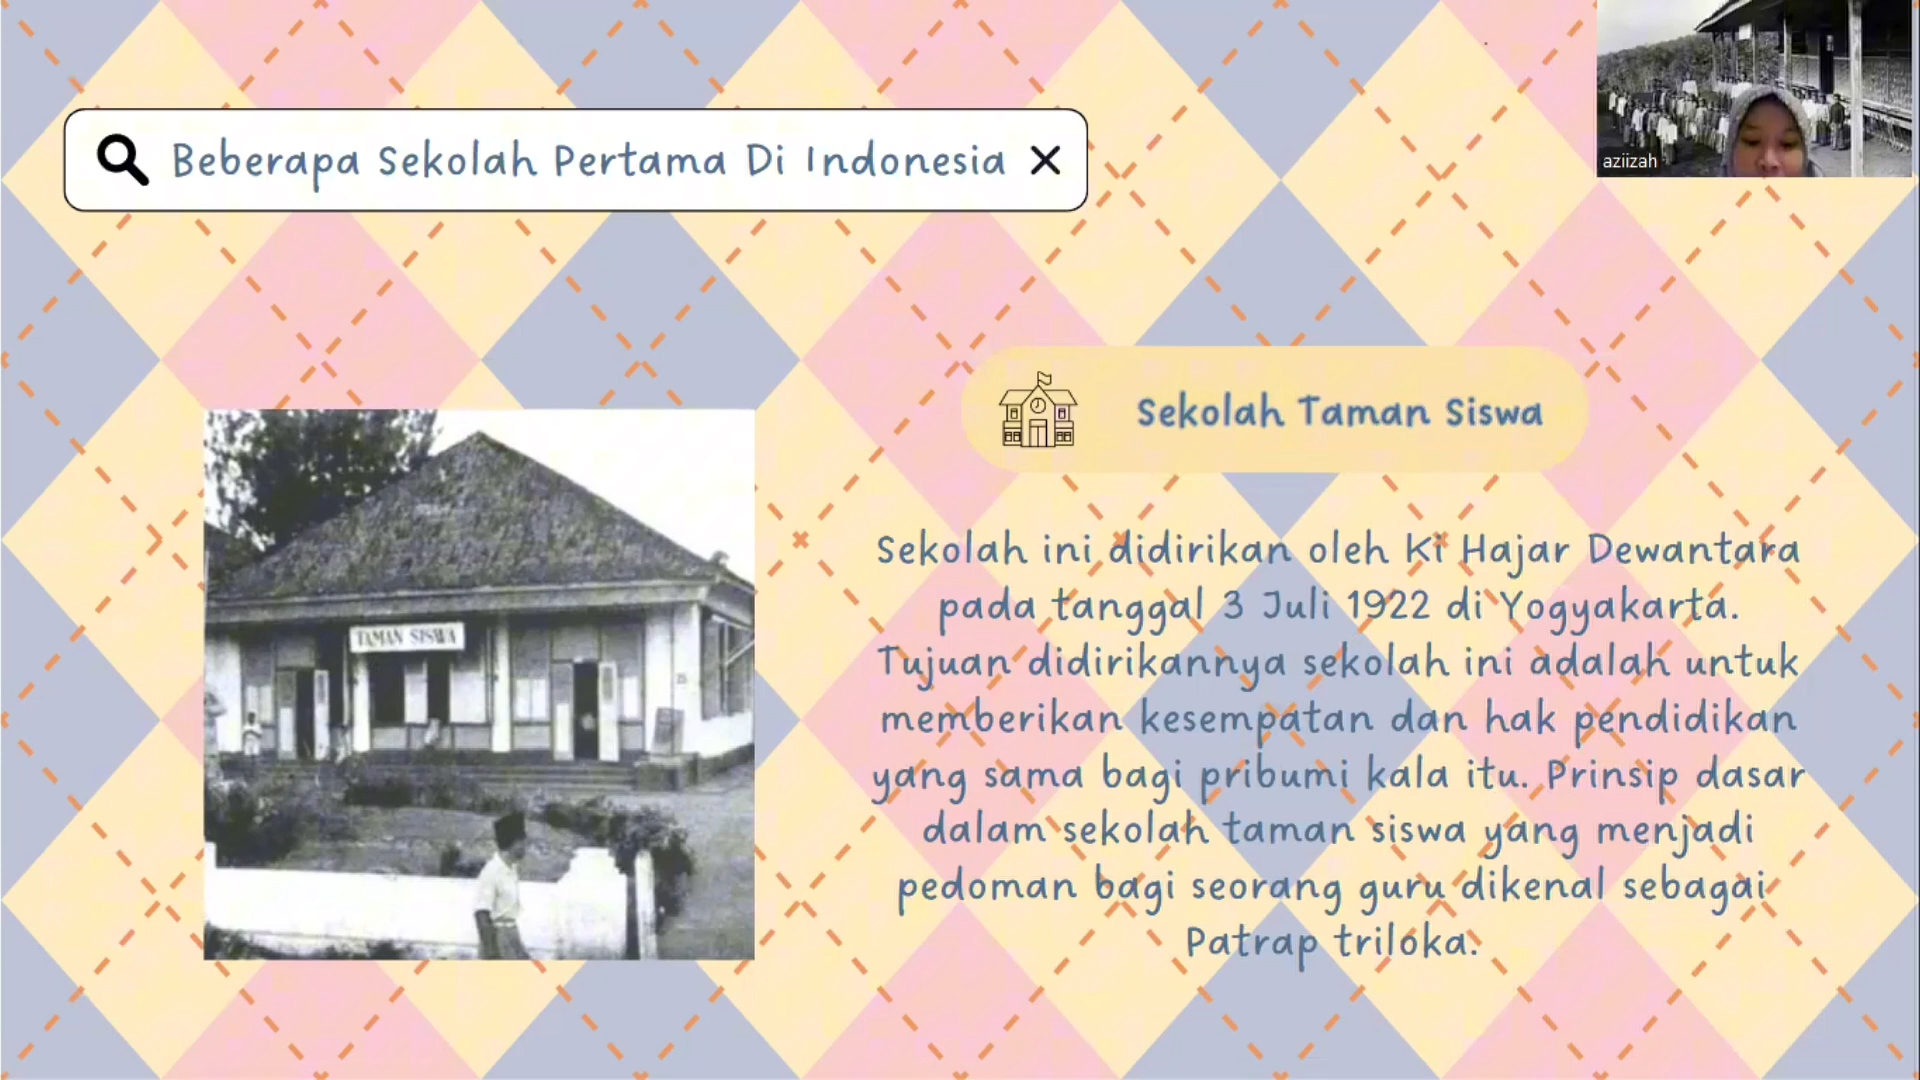 Beberapa Sekolah Pertama Di Indonesia
aziizah
Sekolah Taman Siswa
TAMAN SISWA
Sekolah ini didirikan oleh Ki Hajar Dewantara
pada tanggal 3 Juli 1922 di Yogyakarta.
Tujuan didirikannya sekolah ini adalah untuk
memberikan kesempatan dan hak pendidikan
yang sama bagi pribumi kala itu. Prinsip dasar
dalam sekolah taman siswa yang menjadi
pedoman bagi seorang guru dikenal sebagai
Patrap triloka.